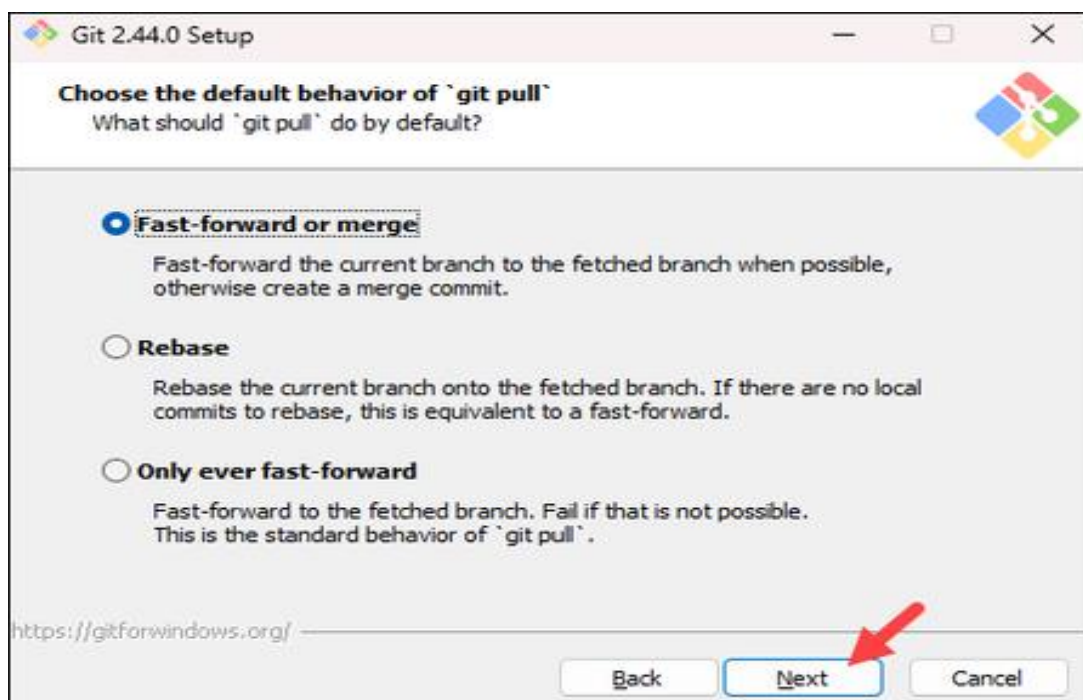 Git 2.44.0 Setup
Choose the default behavior of `git pull`
What should `git pull` do by default?
Fast-forward or merge
Fast-forward the current branch to the fetched branch when possible,
otherwise create a merge commit.
Rebase
Rebase the current branch onto the fetched branch. If there are no local
commits to rebase, this is equivalent to a fast-forward.
Only ever fast-forward
Fast-forward to the fetched branch. Fail if that is not possible.
This is the standard behavior of `git pull`.
https://gitforwindows.org/
Back Next Cancel